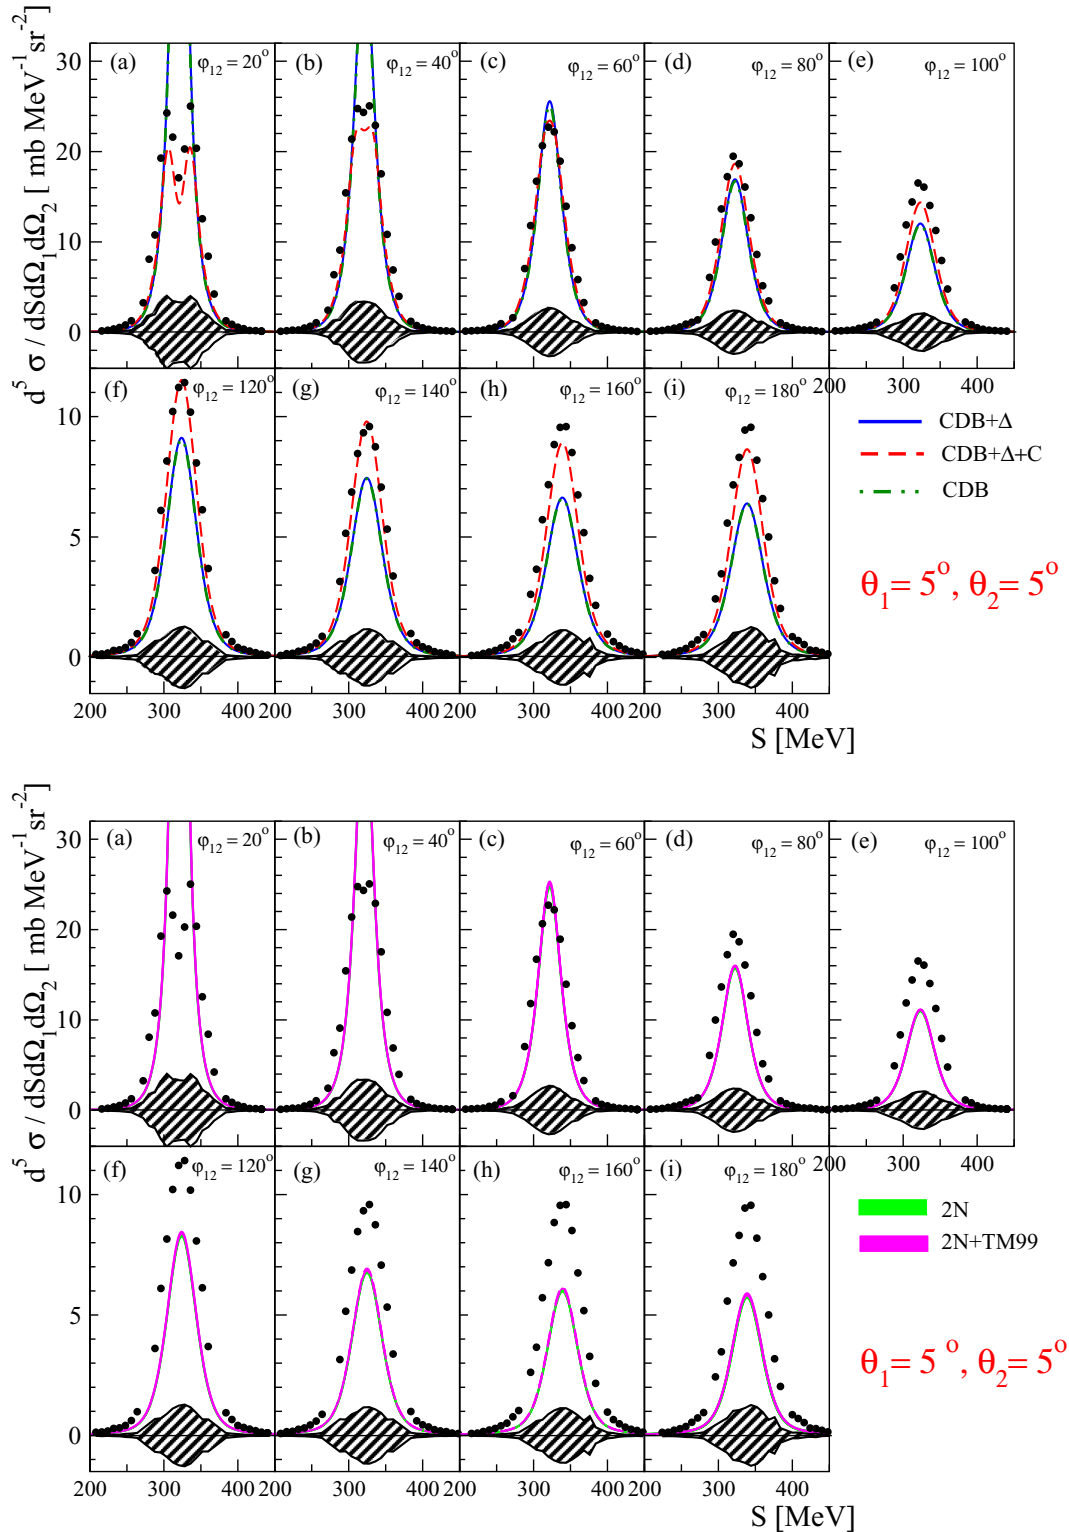 d⁵ σ / dSdΩ₁dΩ₂ [ mb MeV⁻¹ sr⁻²]
(a) φ₁₂ = 20° (b) φ₁₂ = 40° (c) φ₁₂ = 60° (d) φ₁₂ = 80° (e) φ₁₂ = 100°
30
20
10
0
(f) φ₁₂ = 120° (g) φ₁₂ = 140° (h) φ₁₂ = 160° (i) φ₁₂ = 180° 200 300 400
10
5
0
CDB+Δ
CDB+Δ+C
CDB
θ₁= 5°, θ₂= 5°
200 300 400 200 300 400 200 300 400 200 300 400
S [MeV]
d⁵ σ / dSdΩ₁dΩ₂ [ mb MeV⁻¹ sr⁻²]
(a) φ₁₂ = 20° (b) φ₁₂ = 40° (c) φ₁₂ = 60° (d) φ₁₂ = 80° (e) φ₁₂ = 100°
30
20
10
0
(f) φ₁₂ = 120° (g) φ₁₂ = 140° (h) φ₁₂ = 160° (i) φ₁₂ = 180° 200 300 400
10
5
0
2N
2N+TM99
θ₁= 5 °, θ₂= 5°
200 300 400 200 300 400 200 300 400 200 300 400
S [MeV]